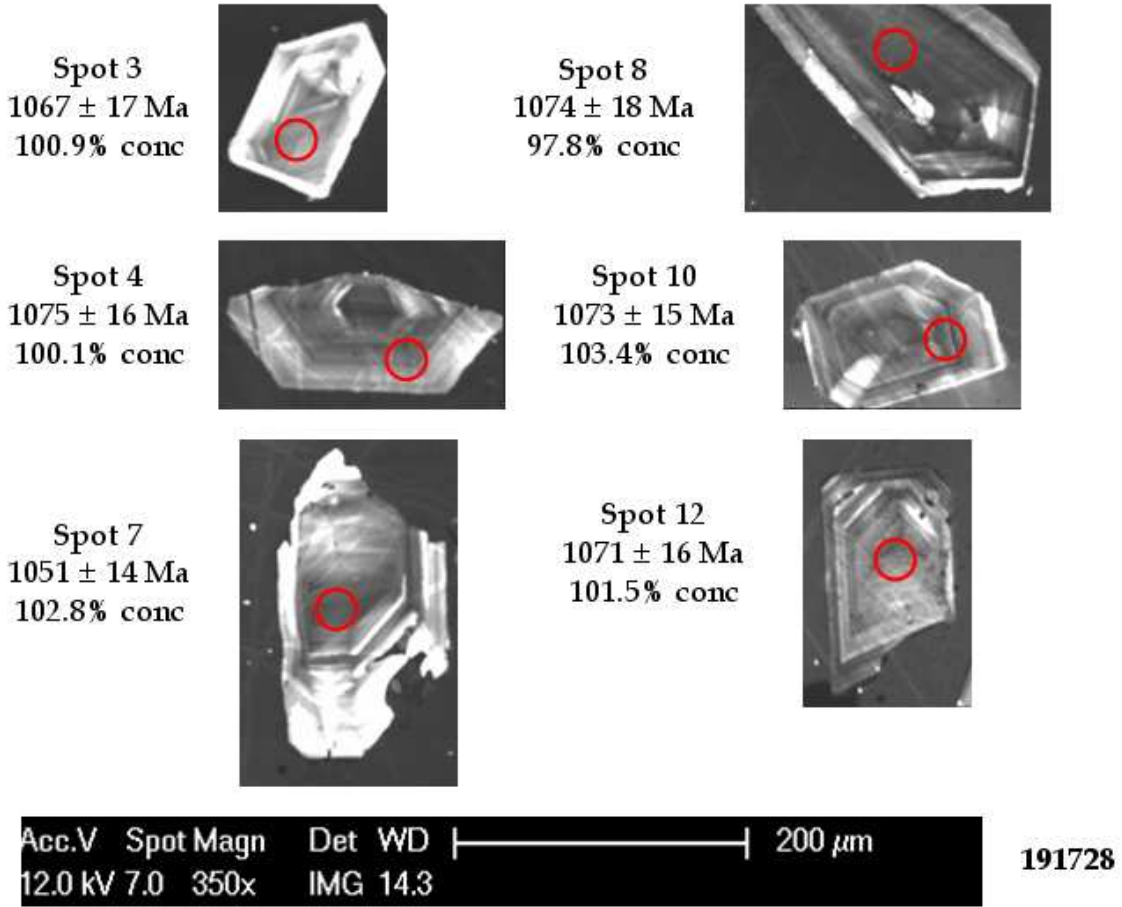 Spot 3
1067 ± 17 Ma
100.9% conc
Spot 8
1074 ± 18 Ma
97.8% conc
Spot 4
1075 ± 16 Ma
100.1% conc
Spot 10
1073 ± 15 Ma
103.4% conc
Spot 7
1051 ± 14 Ma
102.8% conc
Spot 12
1071 ± 16 Ma
101.5% conc
Acc.V Spot Magn Det WD 200 µm
12.0 kV 7.0 350x IMG 14.3
191728